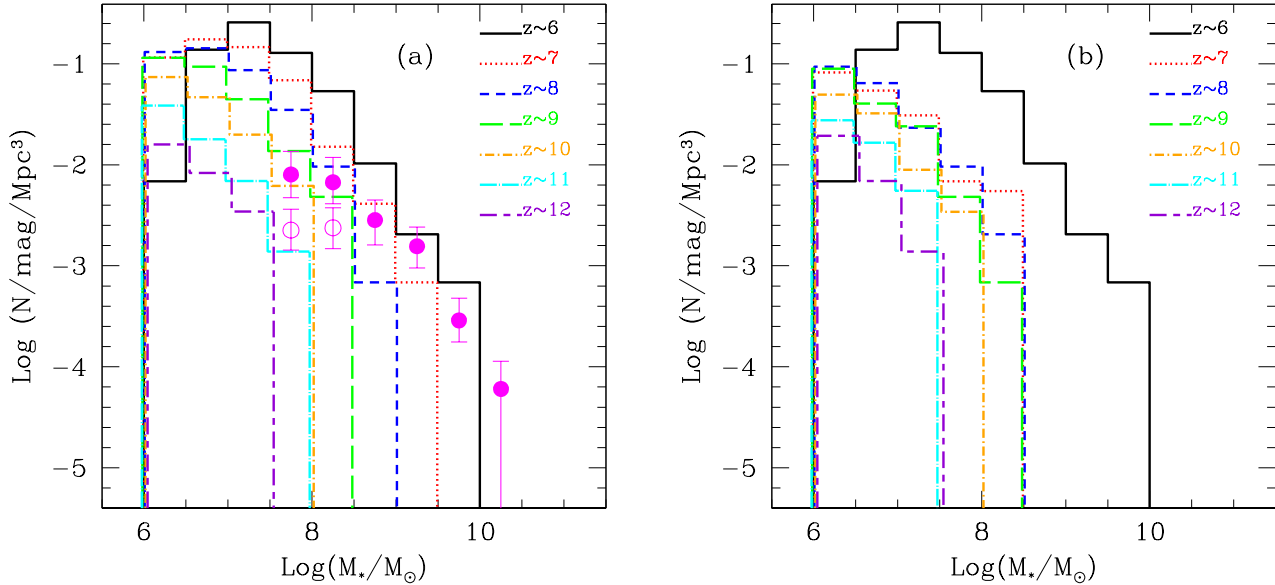 (a)
z~6
z~7
z~8
z~9
z~10
z~11
z~12
−1
−2
−3
−4
−5
Log (N/mag/Mpc³)
6
8
10
Log(M*/M⊙)
(b)
z~6
z~7
z~8
z~9
z~10
z~11
z~12
−1
−2
−3
−4
−5
Log (N/mag/Mpc³)
6
8
10
Log(M*/M⊙)